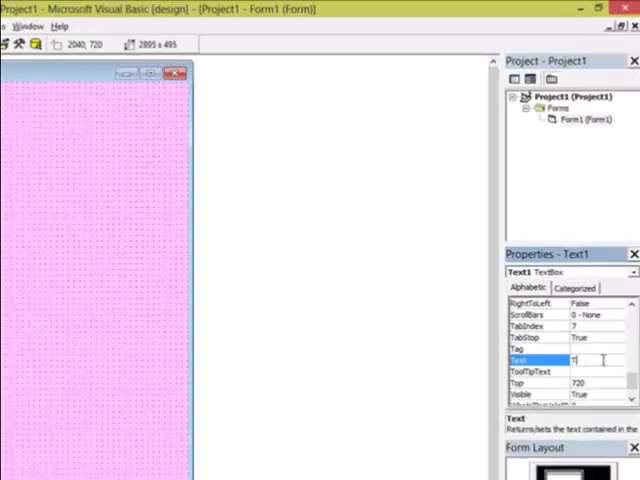 Project1 - Microsoft Visual Basic [design] - [Project1 - Form1 (Form)]
Window Help
2040, 720 2895 x 495
Project - Project1
Project1 (Project1)
Forms
Form1 (Form1)
Properties - Text1
Text1 TextBox
Alphabetic Categorized
RightToLeft False
ScrollBars 0 - None
TabIndex 7
TabStop True
Tag
Text T
ToolTipText
Top 720
Visible True
Text
Returns/sets the text contained in the
Form Layout